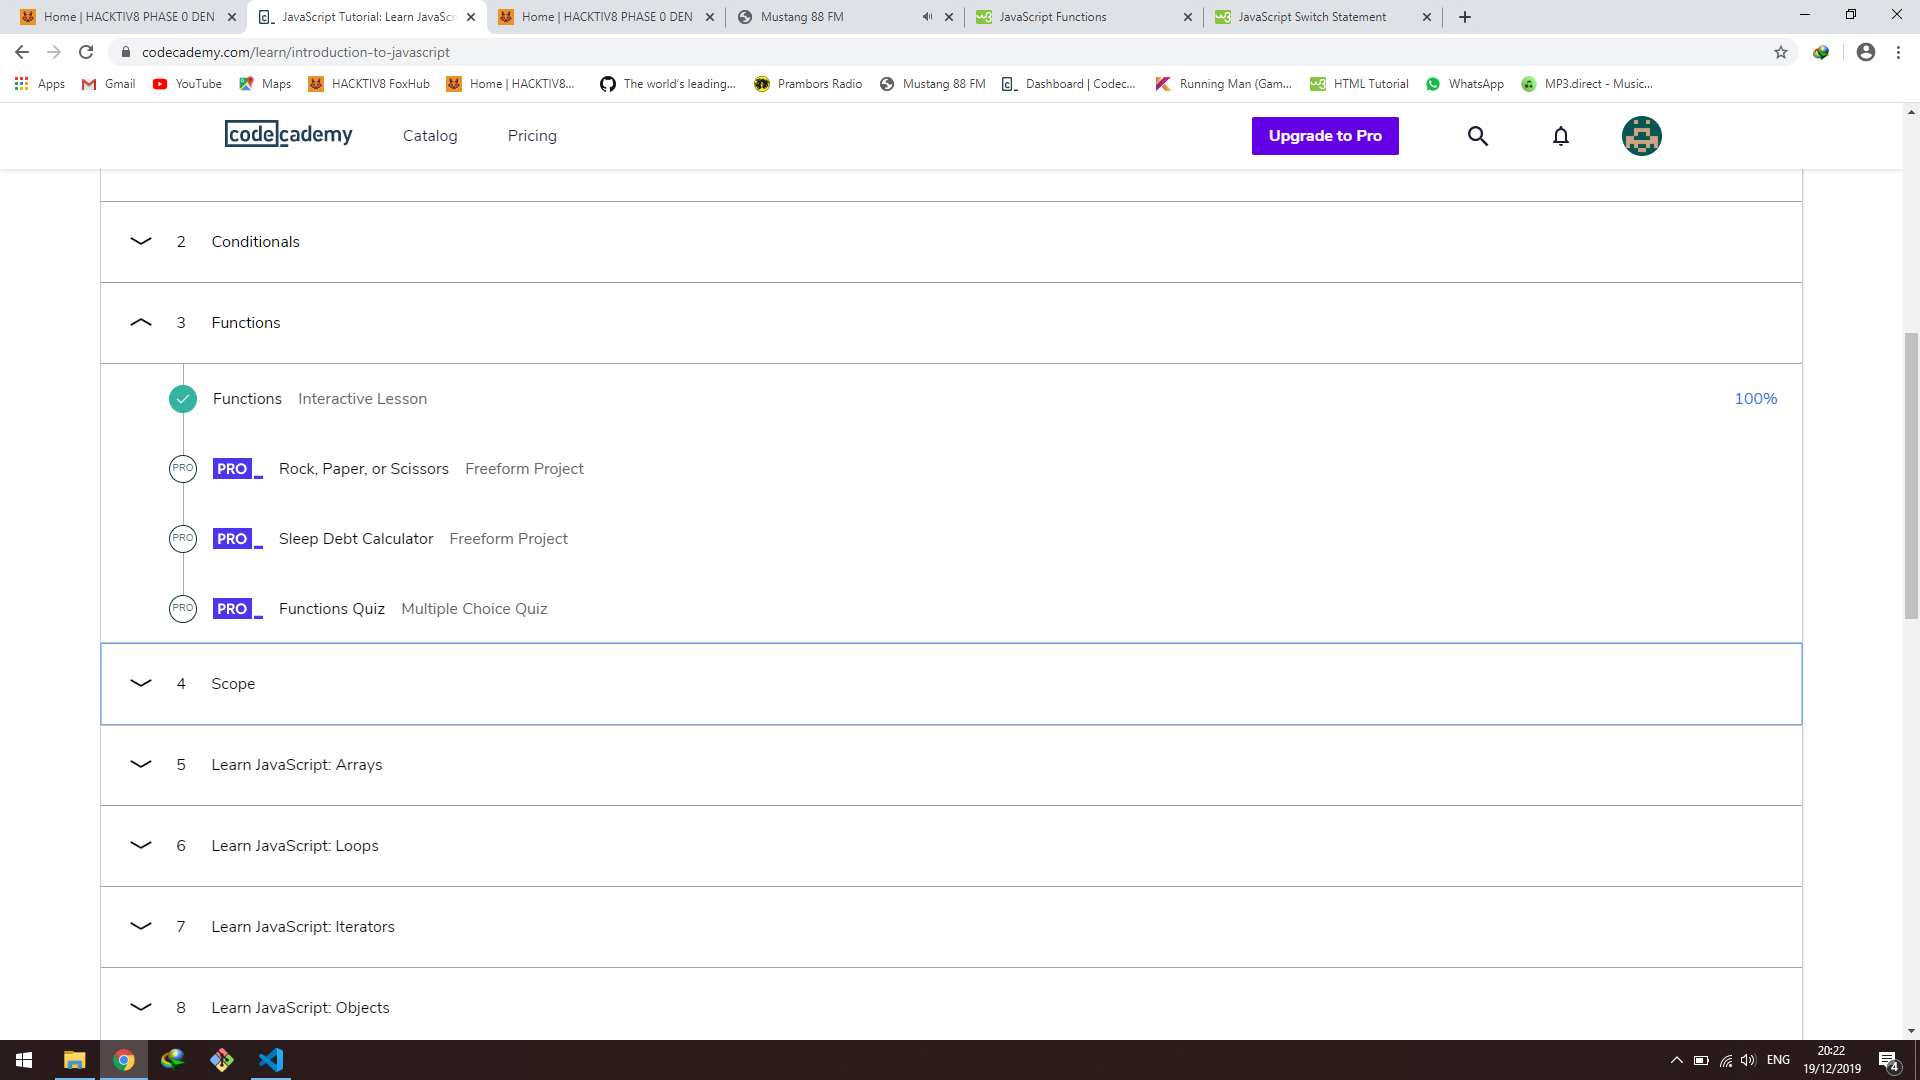 Home | HACKTIV8 PHASE 0 DEN
JavaScript Tutorial: Learn JavaScri
Home | HACKTIV8 PHASE 0 DEN
Mustang 88 FM
JavaScript Functions
JavaScript Switch Statement
codecademy.com/learn/introduction-to-javascript
Apps
Gmail
YouTube
Maps
HACKTIV8 FoxHub
Home | HACKTIV8...
The world's leading...
Prambors Radio
Mustang 88 FM
Dashboard | Codec...
Running Man (Gam...
HTML Tutorial
WhatsApp
MP3.direct - Music...
codecademy
Catalog
Pricing
Upgrade to Pro
2 Conditionals
3 Functions
Functions Interactive Lesson 100%
PRO PRO_ Rock, Paper, or Scissors Freeform Project
PRO PRO_ Sleep Debt Calculator Freeform Project
PRO PRO_ Functions Quiz Multiple Choice Quiz
4 Scope
5 Learn JavaScript: Arrays
6 Learn JavaScript: Loops
7 Learn JavaScript: Iterators
8 Learn JavaScript: Objects
ENG
20:22
19/12/2019
4